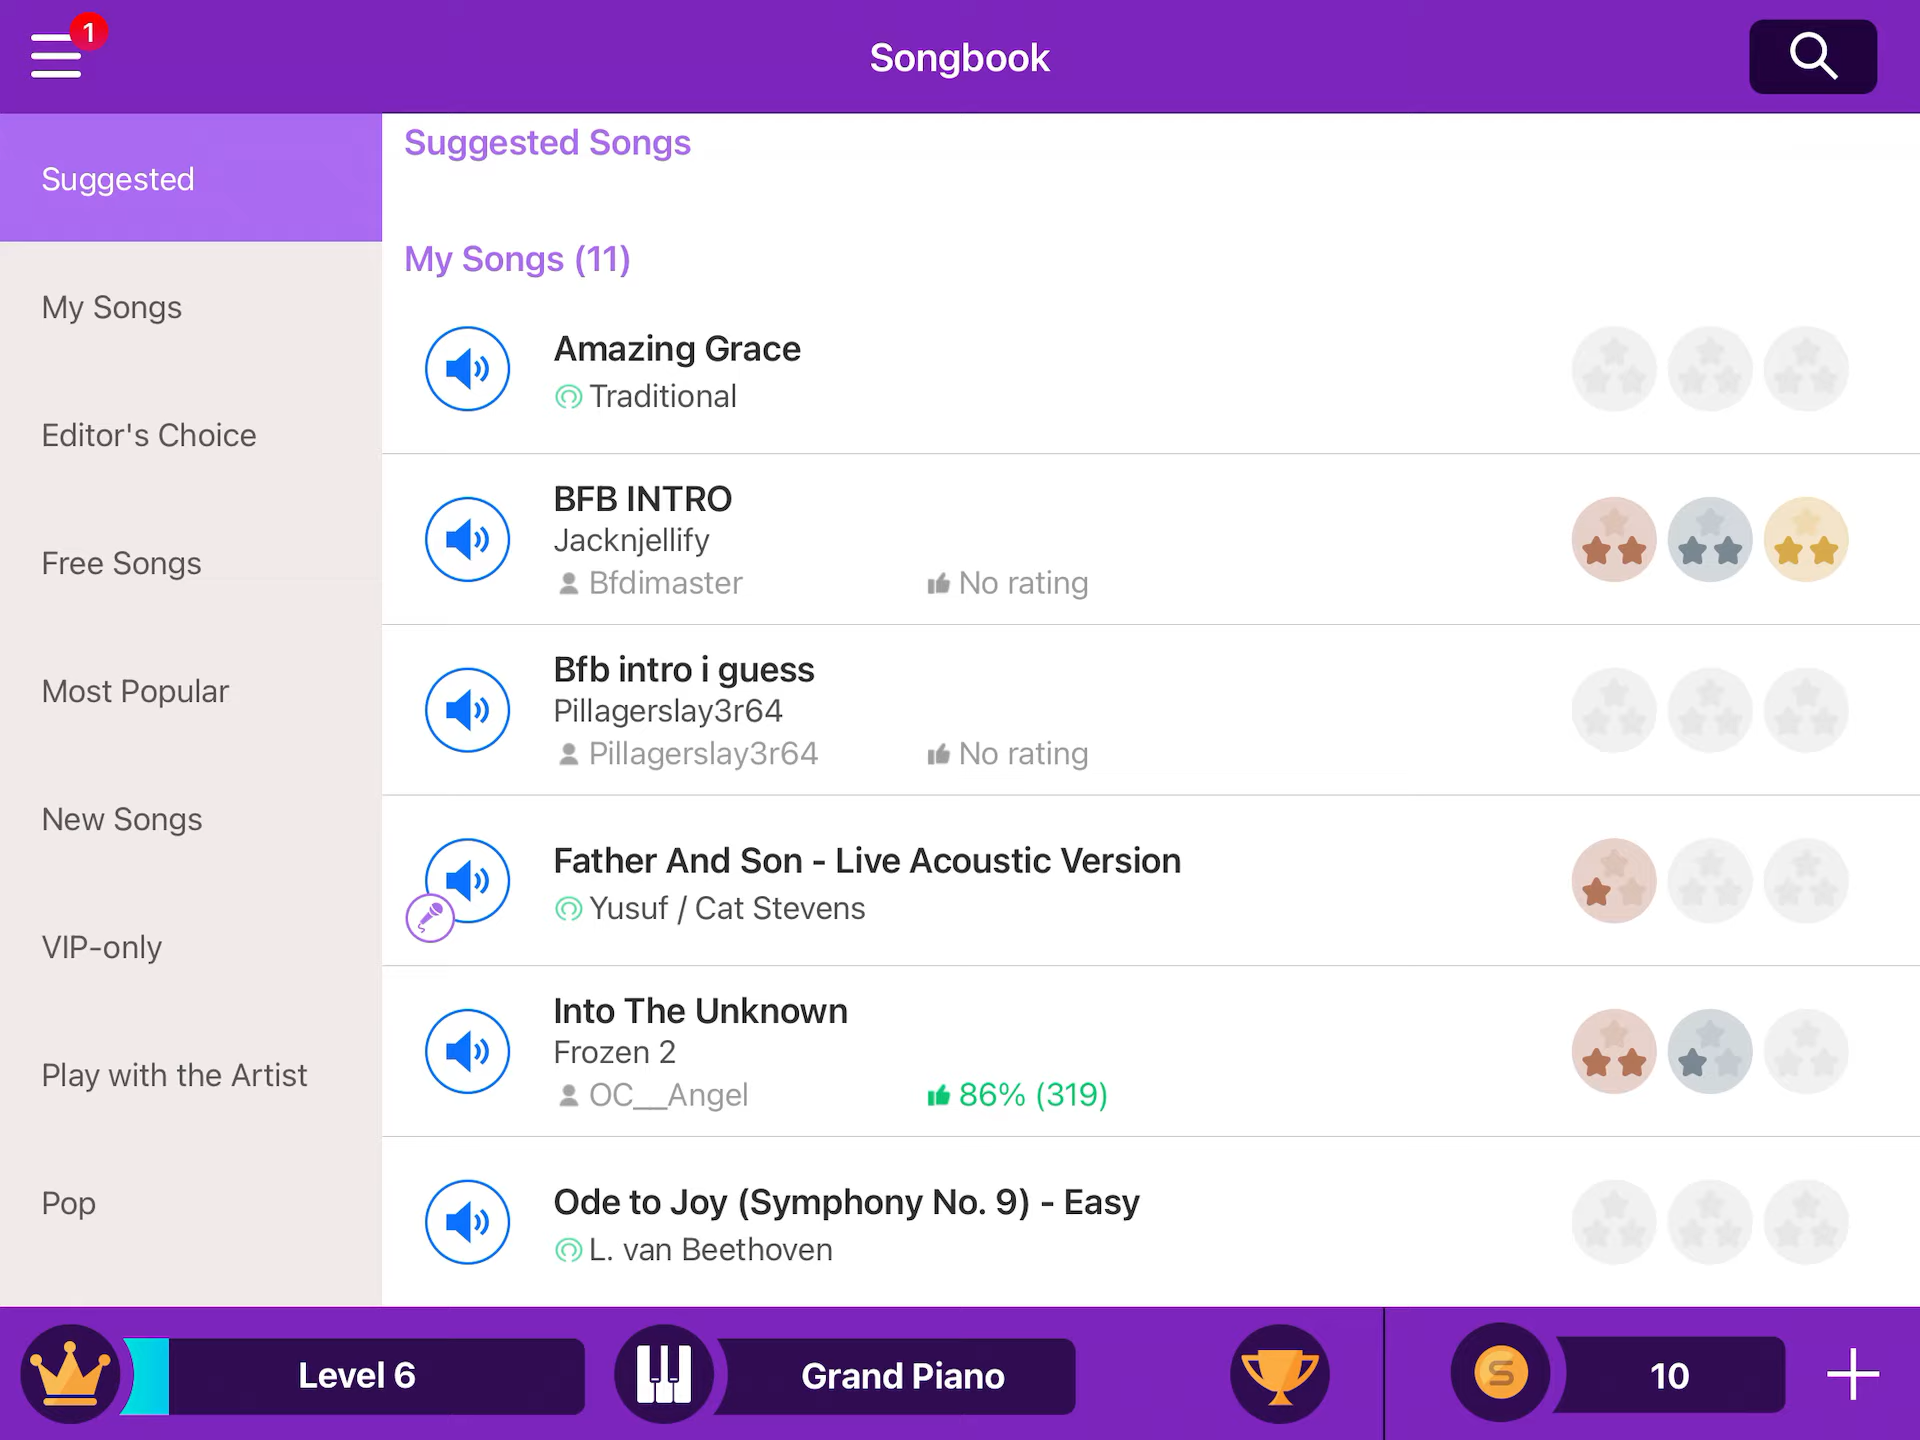 1
Songbook
Suggested
My Songs
Editor's Choice
Free Songs
Most Popular
New Songs
VIP-only
Play with the Artist
Pop
Suggested Songs
My Songs (11)
Amazing Grace
Traditional
BFB INTRO
Jacknjellify
Bfdimaster No rating
Bfb intro i guess
Pillagerslay3r64
Pillagerslay3r64 No rating
Father And Son - Live Acoustic Version
Yusuf / Cat Stevens
Into The Unknown
Frozen 2
OC__Angel 86% (319)
Ode to Joy (Symphony No. 9) - Easy
L. van Beethoven
Level 6
Grand Piano
S
10